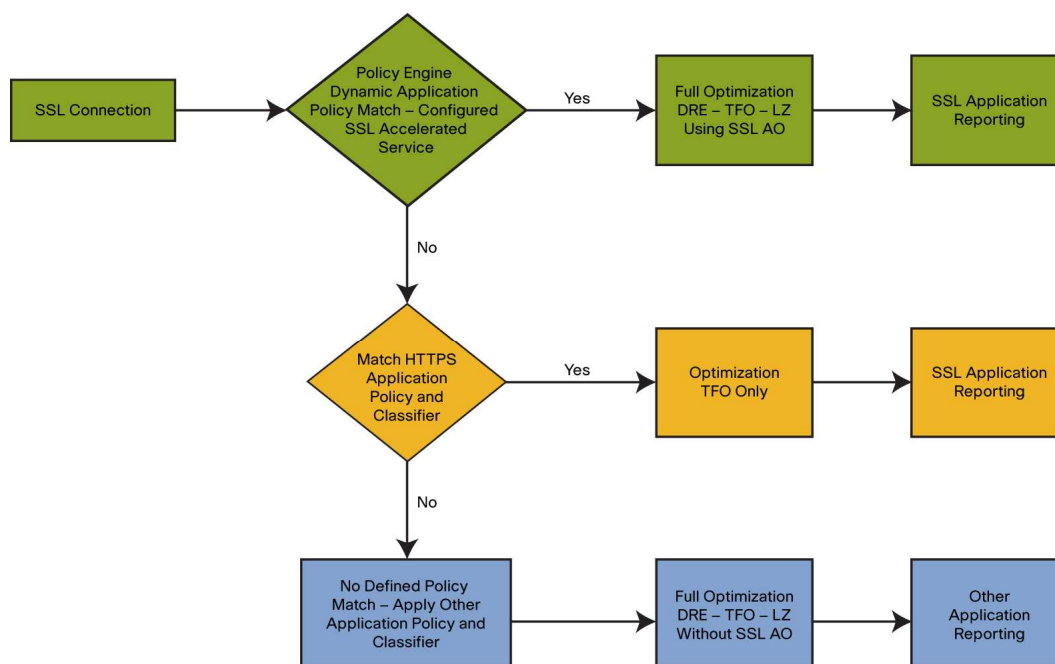 SSL Connection
Policy Engine
Dynamic Application
Policy Match – Configured
SSL Accelerated
Service
Yes
Full Optimization
DRE – TFO – LZ
Using SSL AO
SSL Application
Reporting
No
Match HTTPS
Application
Policy and
Classifier
Yes
Optimization
TFO Only
SSL Application
Reporting
No
No Defined Policy
Match – Apply Other
Application Policy and
Classifier
Full Optimization
DRE – TFO – LZ
Without SSL AO
Other
Application
Reporting